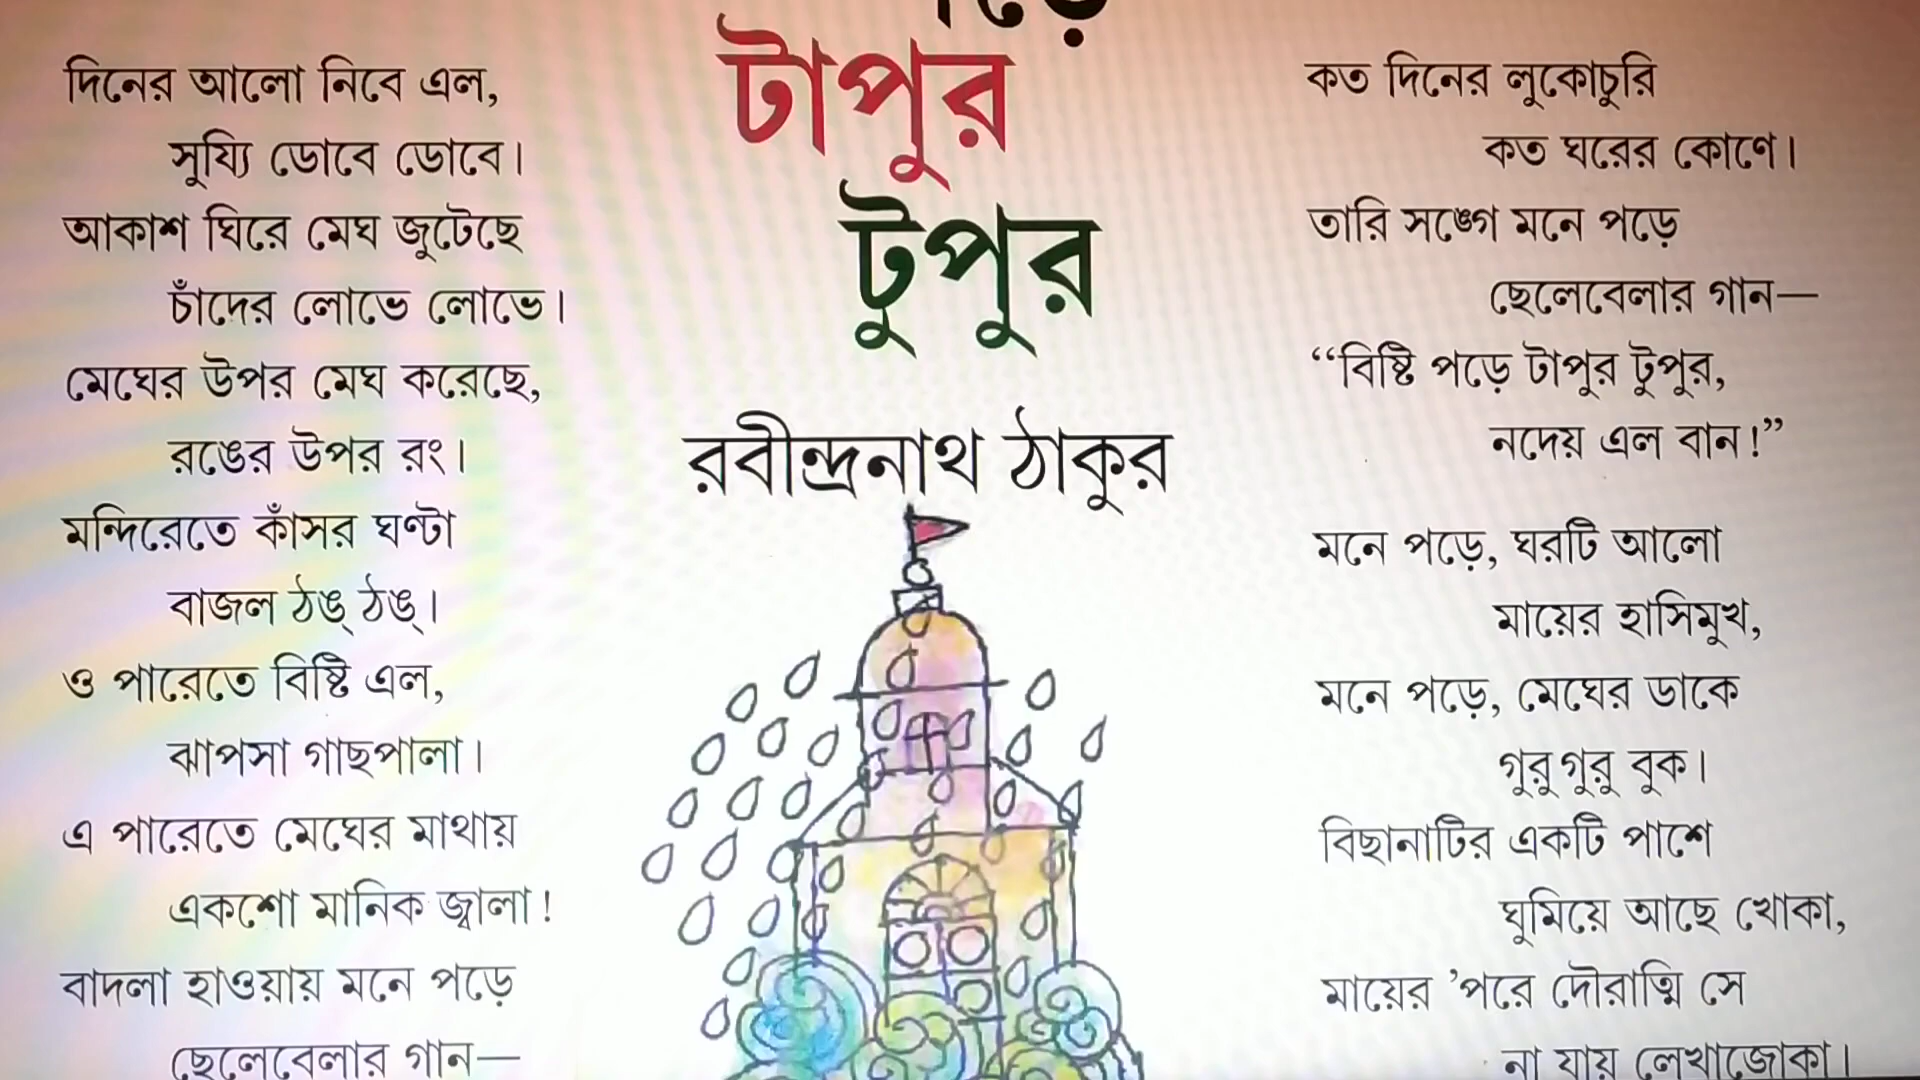 টাপুর
টুপুর
রবীন্দ্রনাথ ঠাকুর
দিনের আলো নিবে এল,
সুয্যি ডোবে ডোবে।
আকাশ ঘিরে মেঘ জুটেছে
চাঁদের লোভে লোভে।
মেঘের উপর মেঘ করেছে,
রঙের উপর রং।
মন্দিরেতে কাঁসর ঘণ্টা
বাজল ঠঙ্ ঠঙ্।
ও পারেতে বিষ্টি এল,
ঝাপসা গাছপালা।
এ পারেতে মেঘের মাথায়
একশো মানিক জ্বালা!
বাদলা হাওয়ায় মনে পড়ে
ছেলেবেলার গান—
কত দিনের লুকোচুরি
কত ঘরের কোণে।
তারি সঙ্গে মনে পড়ে
ছেলেবেলার গান—
“বিষ্টি পড়ে টাপুর টুপুর,
নদেয় এল বান!”
মনে পড়ে, ঘরটি আলো
মায়ের হাসিমুখ,
মনে পড়ে, মেঘের ডাকে
গুরু গুরু বুক।
বিছানাটির একটি পাশে
ঘুমিয়ে আছে খোকা,
মায়ের ’পরে দৌরাত্মি সে
না যায় লেখাজোকা।